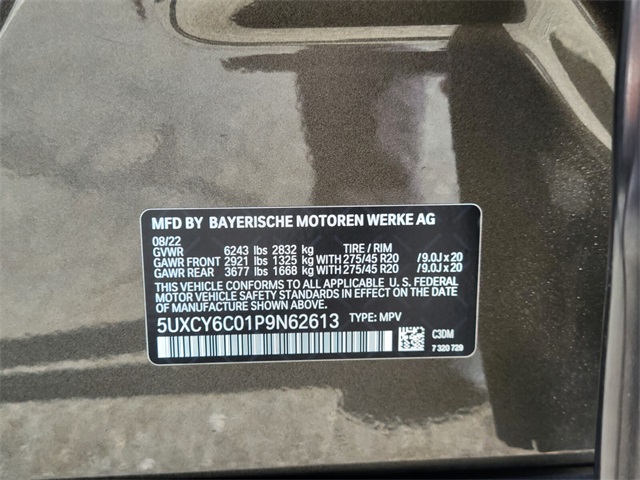 MFD BY BAYERISCHE MOTOREN WERKE AG
08/22
GVWR 6243 lbs 2832 kg TIRE / RIM
GAWR FRONT 2921 lbs 1325 kg WITH 275/45 R20 /9.0J x 20
GAWR REAR 3677 lbs 1668 kg WITH 275/45 R20 /9.0J x 20
THIS VEHICLE CONFORMS TO ALL APPLICABLE U. S. FEDERAL
MOTOR VEHICLE SAFETY STANDARDS IN EFFECT ON THE DATE
OF MANUFACTURE SHOWN ABOVE.
5UXCY6C01P9N62613 TYPE: MPV
C3DM
7 320 729